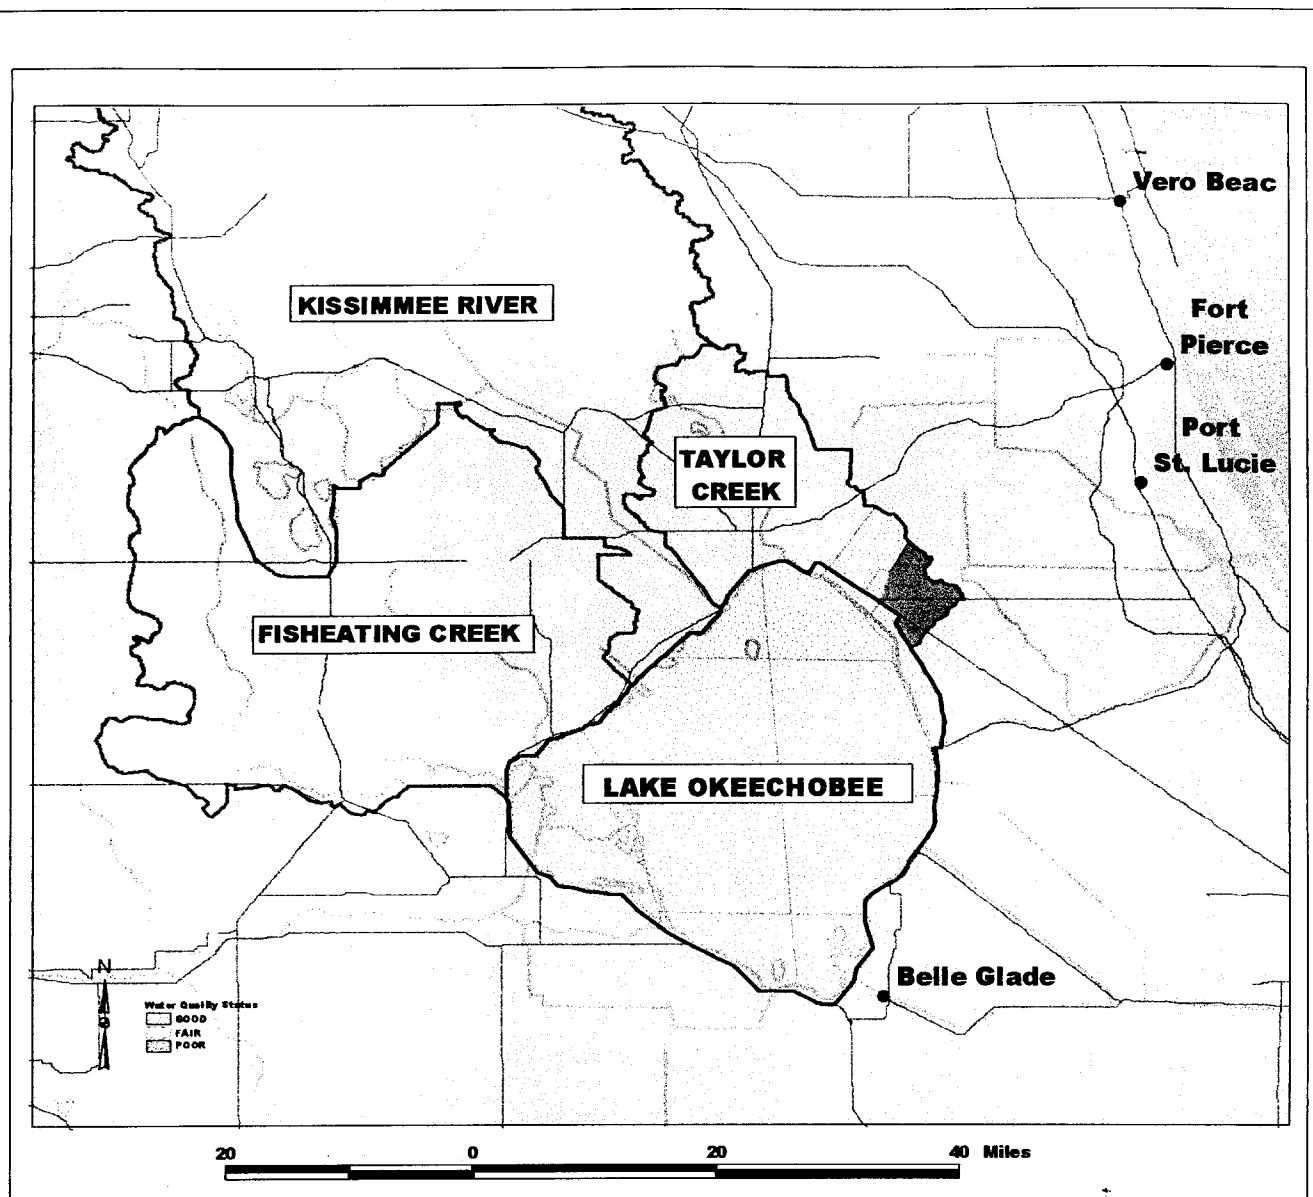 Vero Beac
KISSIMMEE RIVER
Fort
Pierce
Port
St. Lucie
TAYLOR
CREEK
FISHEATING CREEK
LAKE OKEECHOBEE
Belle Glade
N
Water Quality Status
GOOD
FAIR
POOR
20 0 20 40 Miles